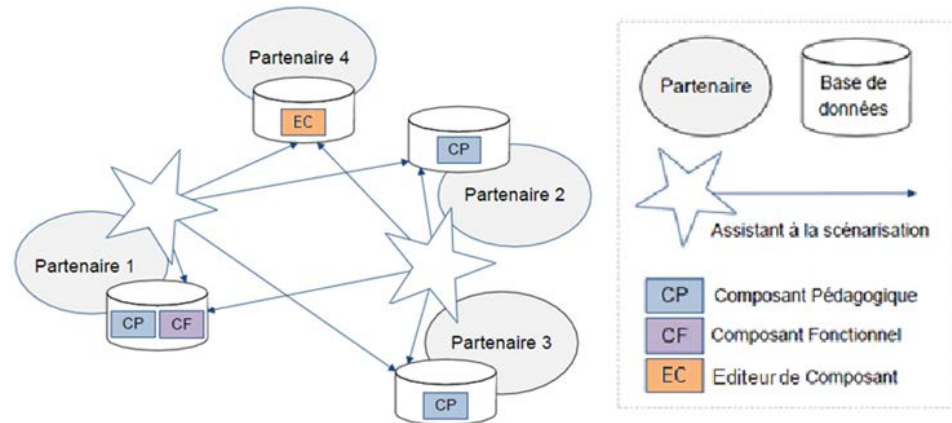 Partenaire 4
EC
CP
Partenaire 2
Partenaire 1
CP CF
Partenaire 3
CP
Partenaire
Base de
données
Assistant à la scénarisation
CP Composant Pédagogique
CF Composant Fonctionnel
EC Editeur de Composant